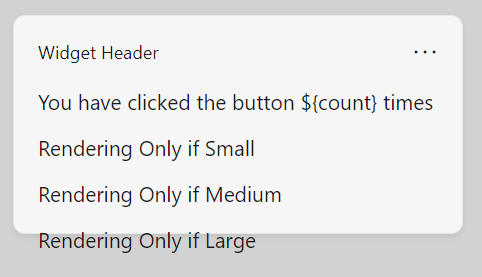 Widget Header
You have clicked the button ${count} times
Rendering Only if Small
Rendering Only if Medium
Rendering Only if Large